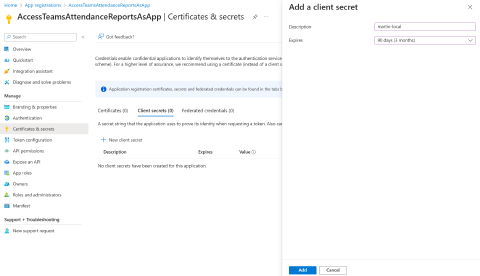 Home > App registrations > AccessTeamsAttendanceReportsAsApp
AccessTeamsAttendanceReportsAsApp | Certificates & secrets
Search
Got feedback?
Overview
Quickstart
Integration assistant
Diagnose and solve problems
Manage
Branding & properties
Authentication
Certificates & secrets
Token configuration
API permissions
Expose an API
App roles
Owners
Roles and administrators
Manifest
Support + Troubleshooting
New support request
Credentials enable confidential applications to identify themselves to the authentication service
scheme). For a higher level of assurance, we recommend using a certificate (instead of a client s
Application registration certificates, secrets and federated credentials can be found in the tabs b
Certificates (0)
Client secrets (0)
Federated credentials (0)
A secret string that the application uses to prove its identity when requesting a token. Also can
New client secret
Description
Expires
Value
No client secrets have been created for this application.
Add a client secret
Description
Expires
90 days (3 months)
Add
Cancel